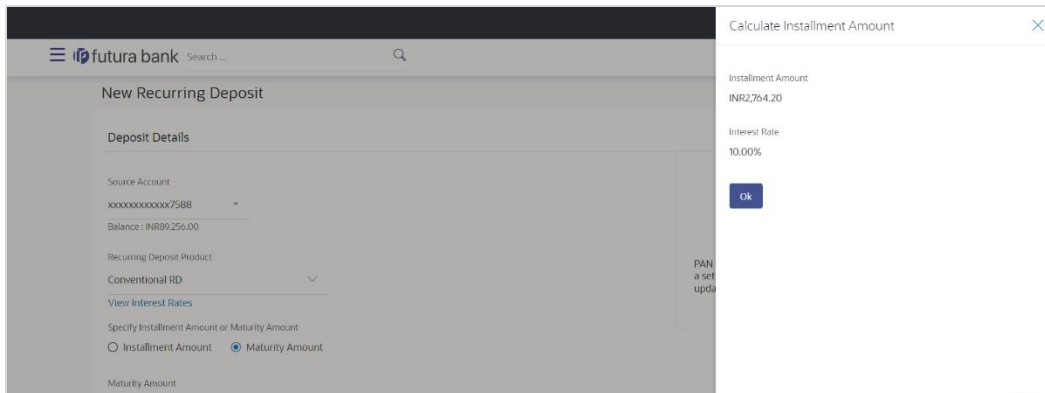 futura bank Search ...
New Recurring Deposit
Deposit Details
Source Account
xxxxxxxxxxxx7588
Balance : INR89,256.00
Recurring Deposit Product
Conventional RD
View Interest Rates
Specify Installment Amount or Maturity Amount
Installment Amount Maturity Amount
Maturity Amount
PAN
a set
upda
Calculate Installment Amount
Installment Amount
INR2,764.20
Interest Rate
10.00%
Ok